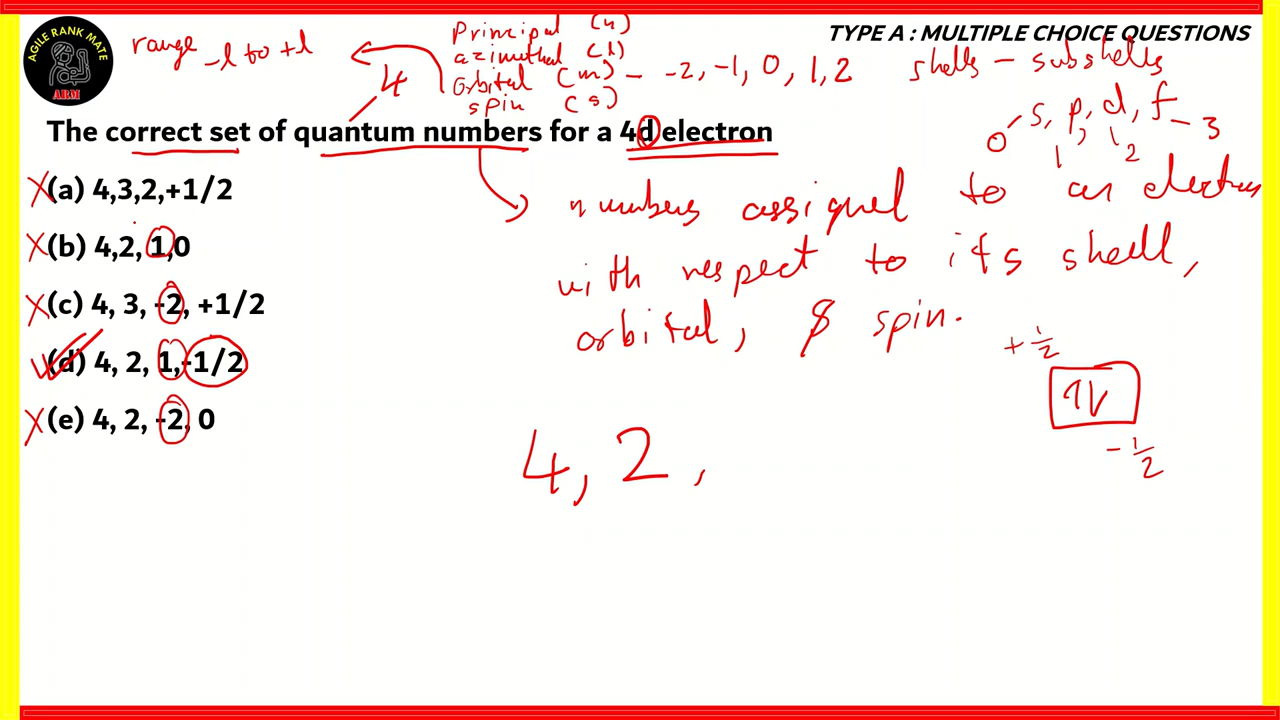 AGILE RANK MATE
ARM
TYPE A : MULTIPLE CHOICE QUESTIONS
range -l to +l
4
Principal (n)
azimuthal (l)
Orbital (m) - -2, -1, 0, 1, 2
spin (s)
shells - subshells
s, p, d, f - 3
0 1 2
The correct set of quantum numbers for a 4d electron
X (a) 4,3,2,+1/2
X (b) 4,2, 1,0
X (c) 4, 3, -2, +1/2
(d) 4, 2, 1,-1/2
X (e) 4, 2, -2, 0
numbers assigned to an electron
with respect to its shell,
orbital, & spin.
+ 1/2
- 1/2
4, 2 ,